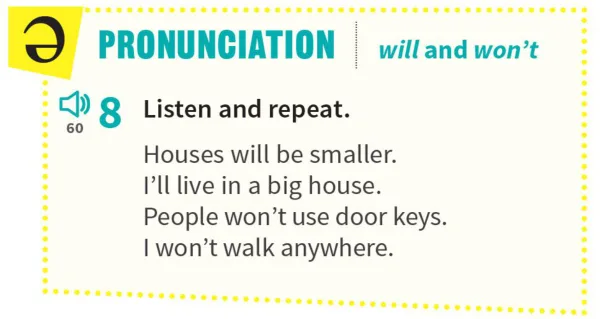 ə PRONUNCIATION will and won’t
60 8 Listen and repeat.
Houses will be smaller.
I’ll live in a big house.
People won’t use door keys.
I won’t walk anywhere.